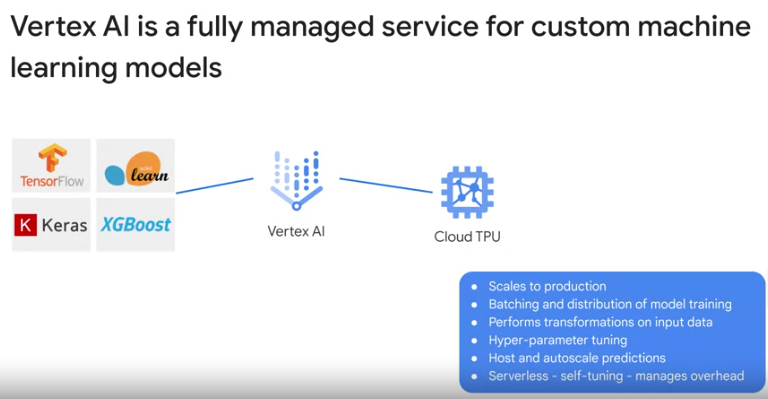 Vertex AI is a fully managed service for custom machine
learning models
TensorFlow
scikit
learn
K Keras
XGBoost
Vertex AI
Cloud TPU
Scales to production
Batching and distribution of model training
Performs transformations on input data
Hyper-parameter tuning
Host and autoscale predictions
Serverless - self-tuning - manages overhead